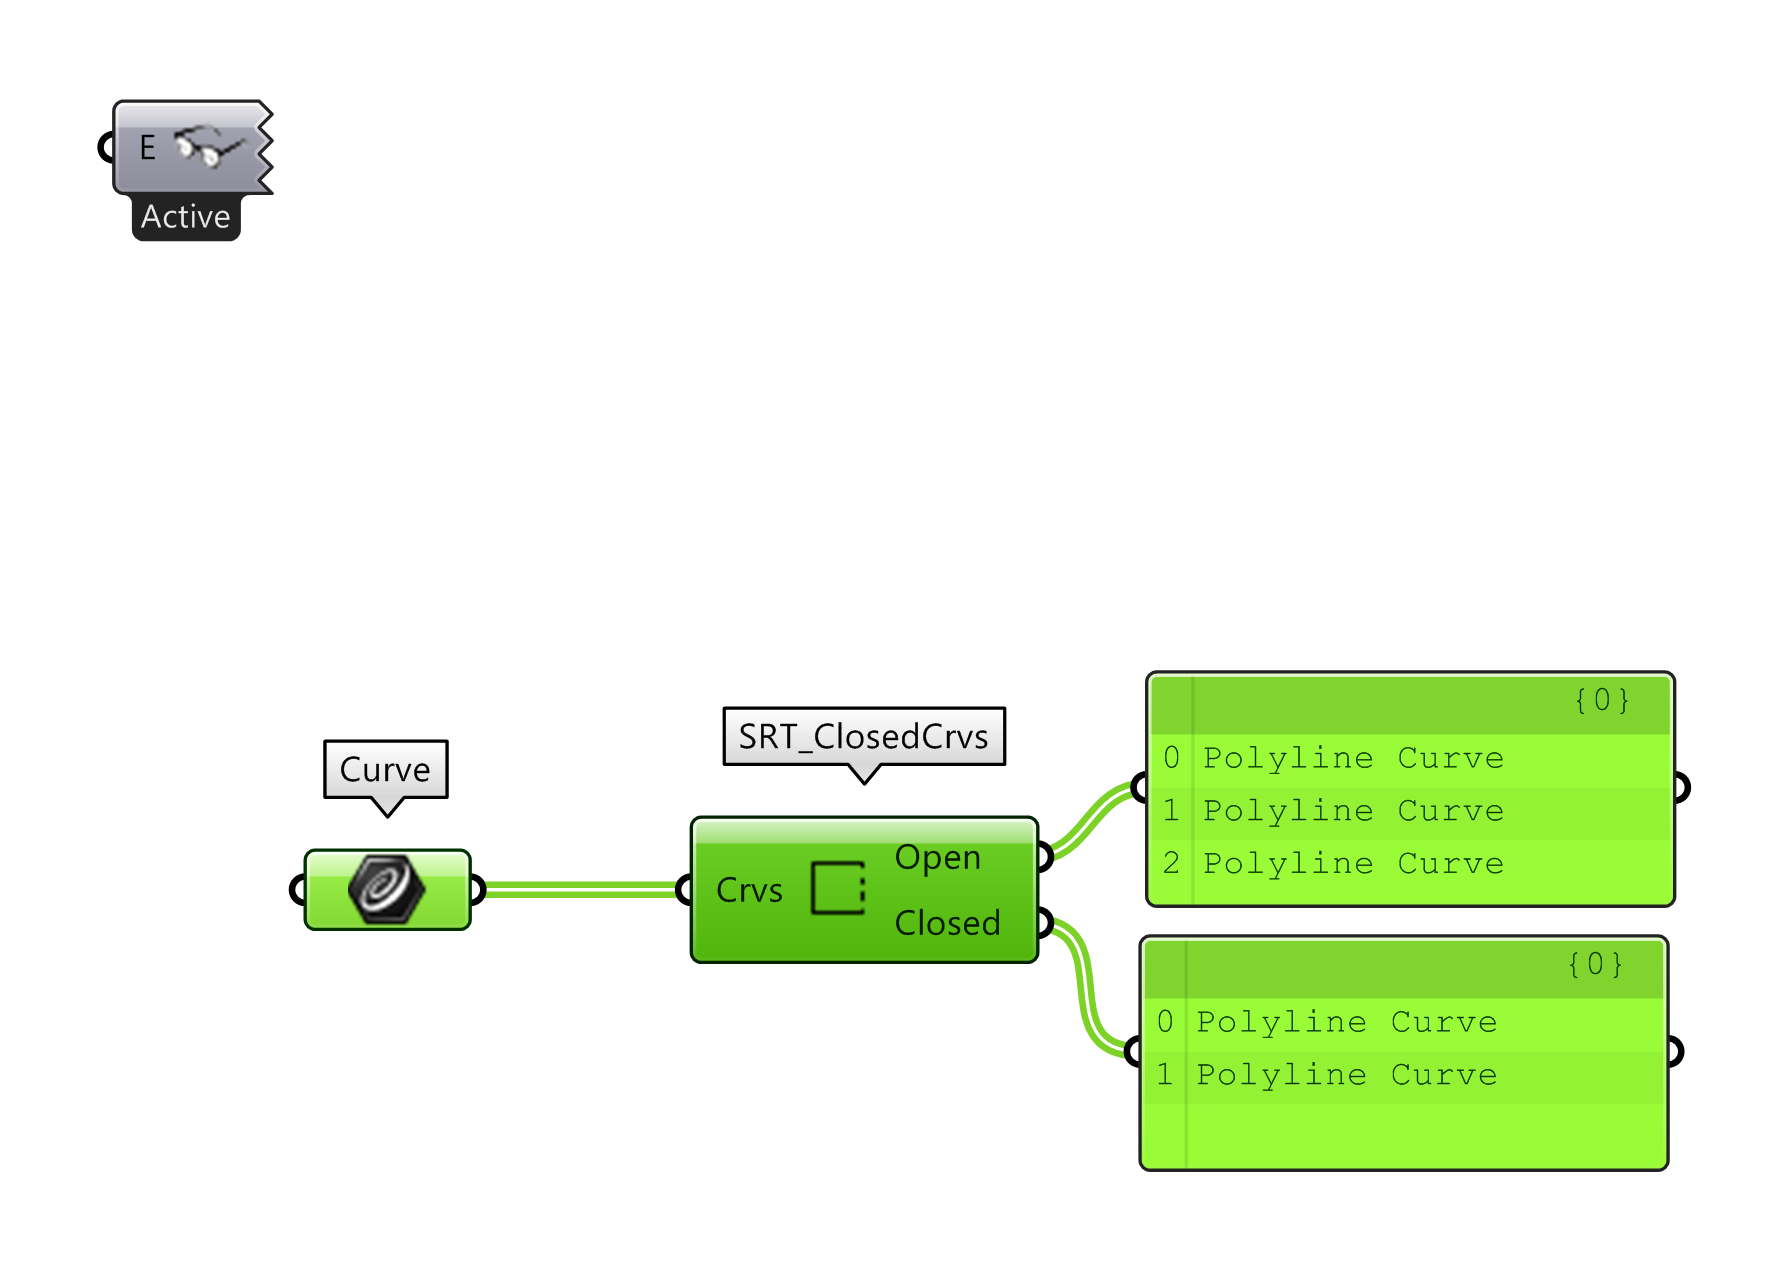 E
Active
Curve
SRT_ClosedCrvs
Crvs
Open
Closed
{0}
0 Polyline Curve
1 Polyline Curve
2 Polyline Curve
{0}
0 Polyline Curve
1 Polyline Curve